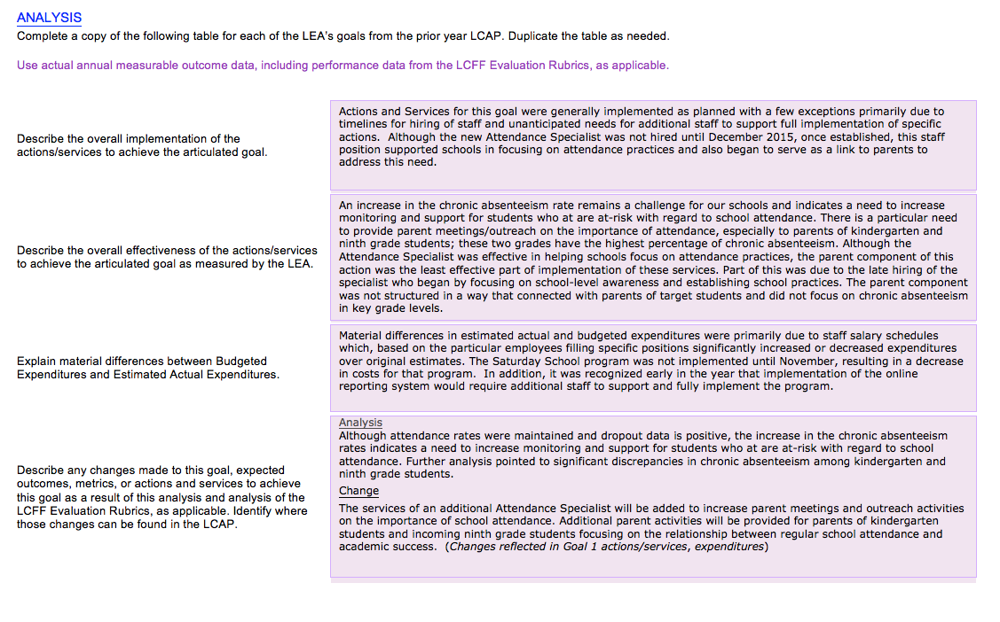 ANALYSIS
Complete a copy of the following table for each of the LEA's goals from the prior year LCAP. Duplicate the table as needed.
Use actual annual measurable outcome data, including performance data from the LCFF Evaluation Rubrics, as applicable.
Describe the overall implementation of the
actions/services to achieve the articulated goal.
Actions and Services for this goal were generally implemented as planned with a few exceptions primarily due to
timelines for hiring of staff and unanticipated needs for additional staff to support full implementation of specific
actions.  Although the new Attendance Specialist was not hired until December 2015, once established, this staff
position supported schools in focusing on attendance practices and also began to serve as a link to parents to
address this need.
Describe the overall effectiveness of the actions/services
to achieve the articulated goal as measured by the LEA.
An increase in the chronic absenteeism rate remains a challenge for our schools and indicates a need to increase
monitoring and support for students who at are at-risk with regard to school attendance. There is a particular need
to provide parent meetings/outreach on the importance of attendance, especially to parents of kindergarten and
ninth grade students; these two grades have the highest percentage of chronic absenteeism. Although the
Attendance Specialist was effective in helping schools focus on attendance practices, the parent component of this
action was the least effective part of implementation of these services. Part of this was due to the late hiring of the
specialist who began by focusing on school-level awareness and establishing school practices. The parent component
was not structured in a way that connected with parents of target students and did not focus on chronic absenteeism
in key grade levels.
Explain material differences between Budgeted
Expenditures and Estimated Actual Expenditures.
Material differences in estimated actual and budgeted expenditures were primarily due to staff salary schedules
which, based on the particular employees filling specific positions significantly increased or decreased expenditures
over original estimates. The Saturday School program was not implemented until November, resulting in a decrease
in costs for that program.  In addition, it was recognized early in the year that implementation of the online
reporting system would require additional staff to support and fully implement the program.
Describe any changes made to this goal, expected
outcomes, metrics, or actions and services to achieve
this goal as a result of this analysis and analysis of the
LCFF Evaluation Rubrics, as applicable. Identify where
those changes can be found in the LCAP.
Analysis
Although attendance rates were maintained and dropout data is positive, the increase in the chronic absenteeism
rates indicates a need to increase monitoring and support for students who at are at-risk with regard to school
attendance. Further analysis pointed to significant discrepancies in chronic absenteeism among kindergarten and
ninth grade students.
Change
The services of an additional Attendance Specialist will be added to increase parent meetings and outreach activities
on the importance of school attendance. Additional parent activities will be provided for parents of kindergarten
students and incoming ninth grade students focusing on the relationship between regular school attendance and
academic success.  (Changes reflected in Goal 1 actions/services, expenditures)